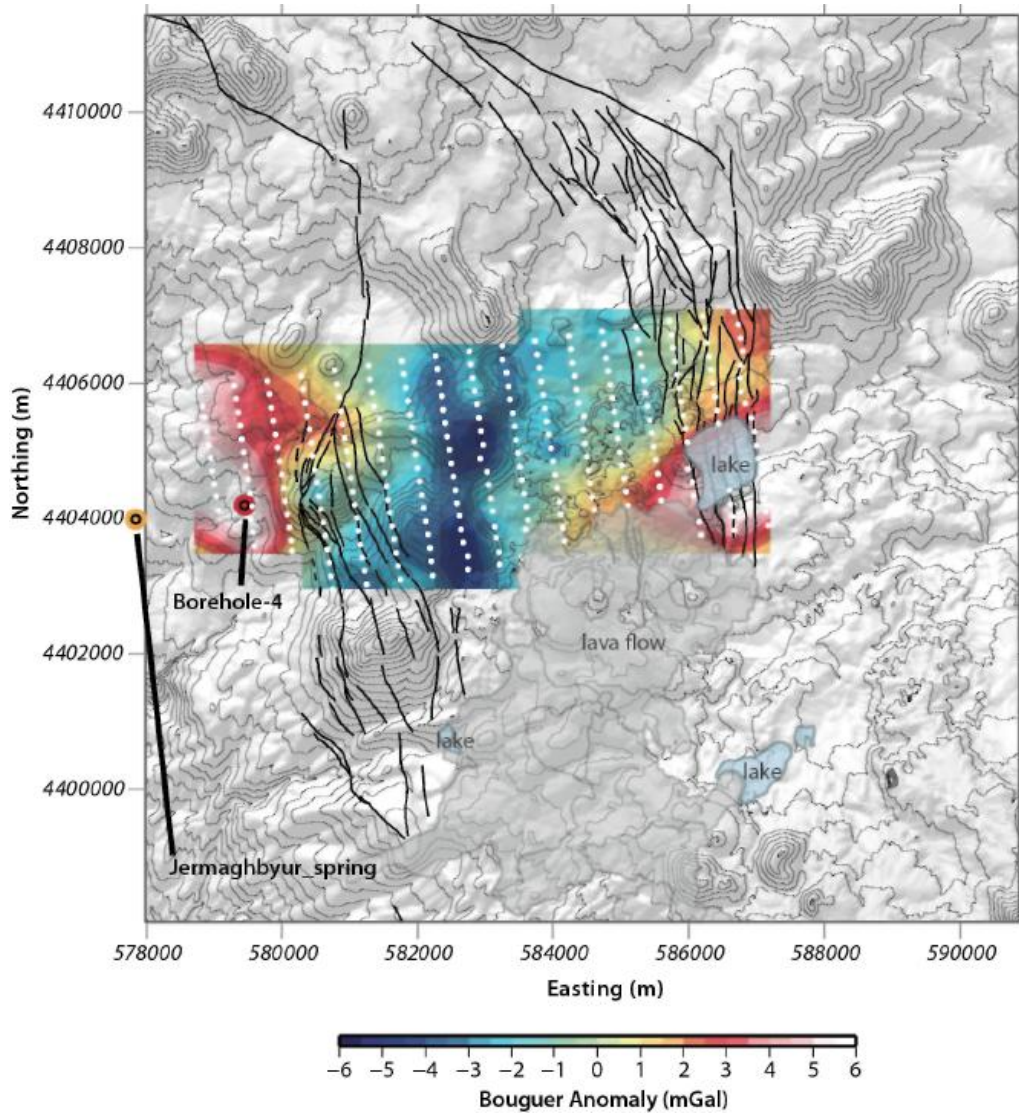 4410000
4408000
4406000
Northing (m)
lake
4404000
Borehole-4
4402000
lava flow
lake
lake
4400000
Jermaghbyur_spring
578000 580000 582000 584000 586000 588000 590000
Easting (m)
−6 −5 −4 −3 −2 −1 0 1 2 3 4 5 6
Bouguer Anomaly (mGal)